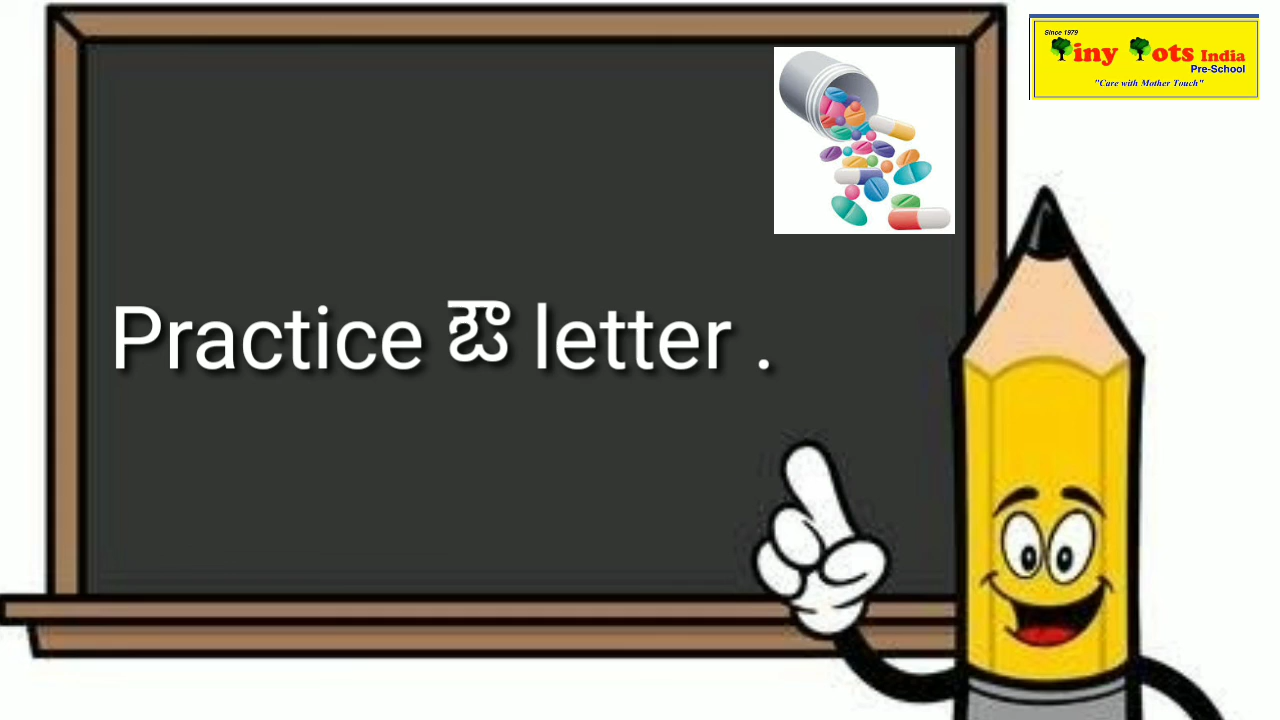 Since 1979
Tiny Tots India
Pre-School
"Care with Mother Touch"
Practice ಔ letter .